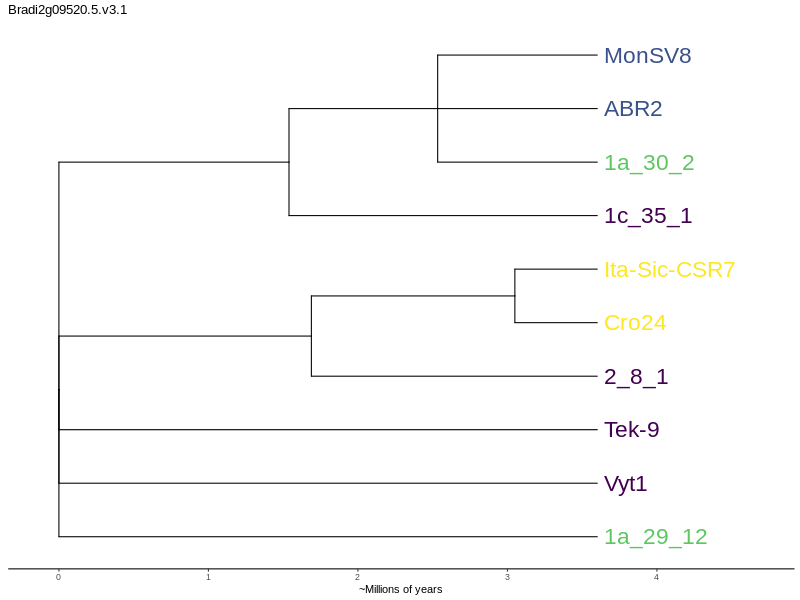 Bradi2g09520.5.v3.1
MonSV8
ABR2
1a_30_2
1c_35_1
Ita-Sic-CSR7
Cro24
2_8_1
Tek-9
Vyt1
1a_29_12
0 1 2 3 4
~Millions of years